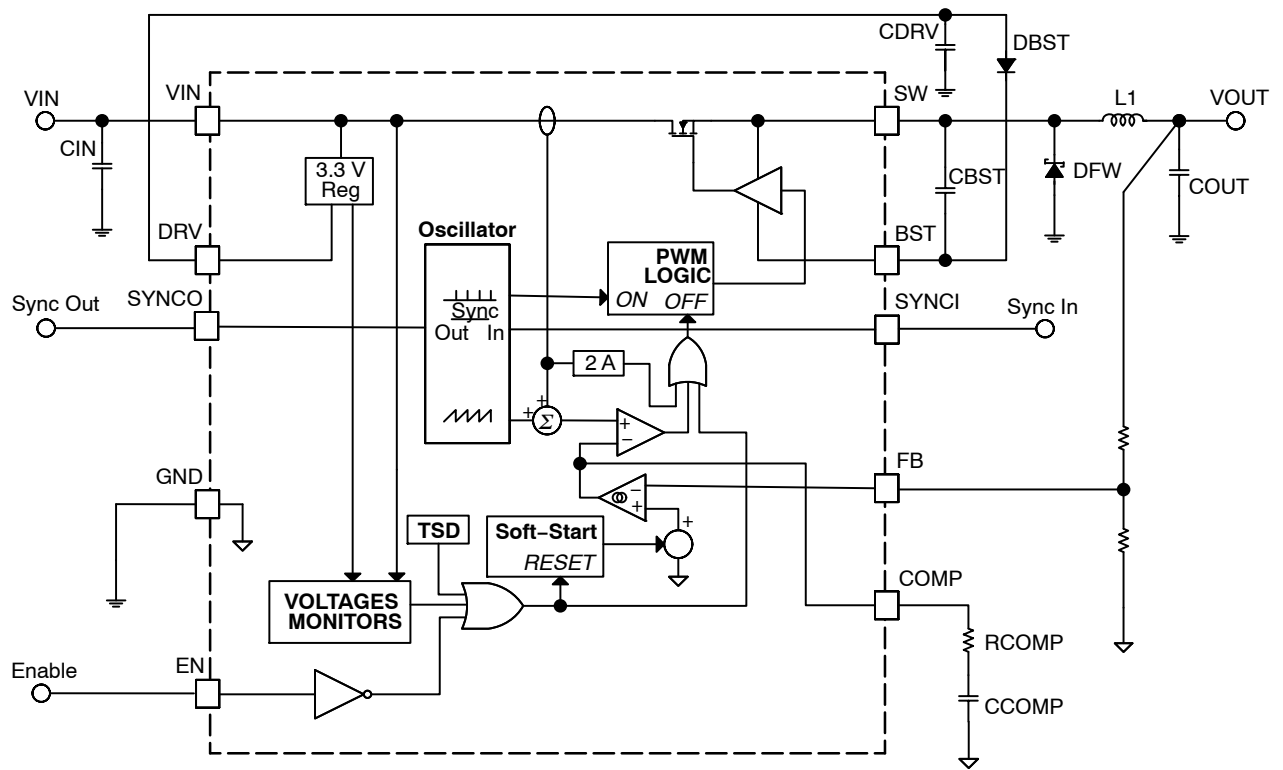 CDRV
DBST
VIN
VIN
SW
L1
VOUT
CIN
3.3 V
Reg
CBST
DFW
COUT
DRV
Oscillator
BST
PWM
LOGIC
ON OFF
Sync Out
SYNCO
Sync
Out In
SYNCI
Sync In
2 A
+
+
Σ
+
−
GND
FB
−
+
TSD
Soft−Start
RESET
+
VOLTAGES
MONITORS
COMP
RCOMP
Enable
EN
CCOMP